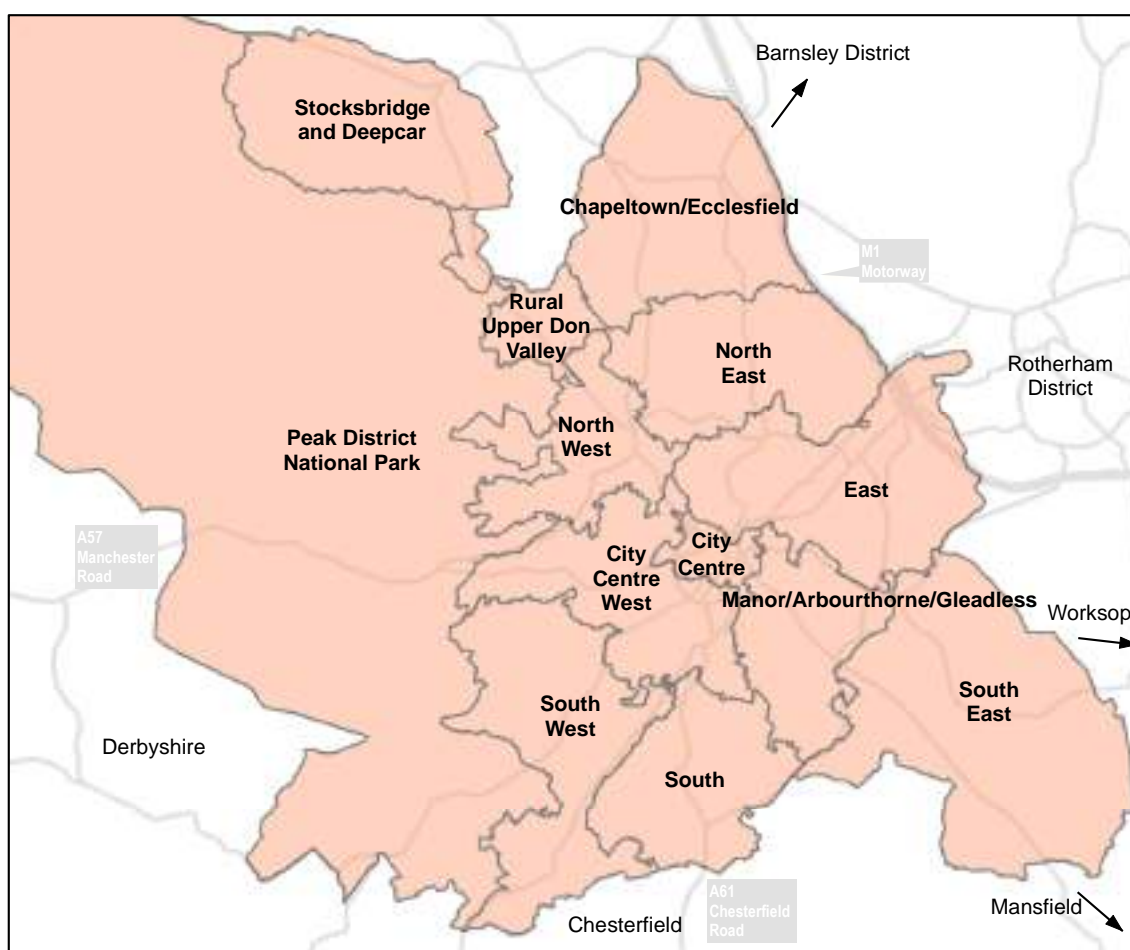 Barnsley District
Stocksbridge
and Deepcar
Chapeltown/Ecclesfield
M1
Motorway
Rural
Upper Don
Valley
North
East
Rotherham
District
North
West
Peak District
National Park
East
A57
Manchester
Road
City
Centre
City
Centre
West
Manor/Arbourthorne/Gleadless
Worksop
South
East
South
West
Derbyshire
South
A61
Chesterfield
Road
Chesterfield
Mansfield